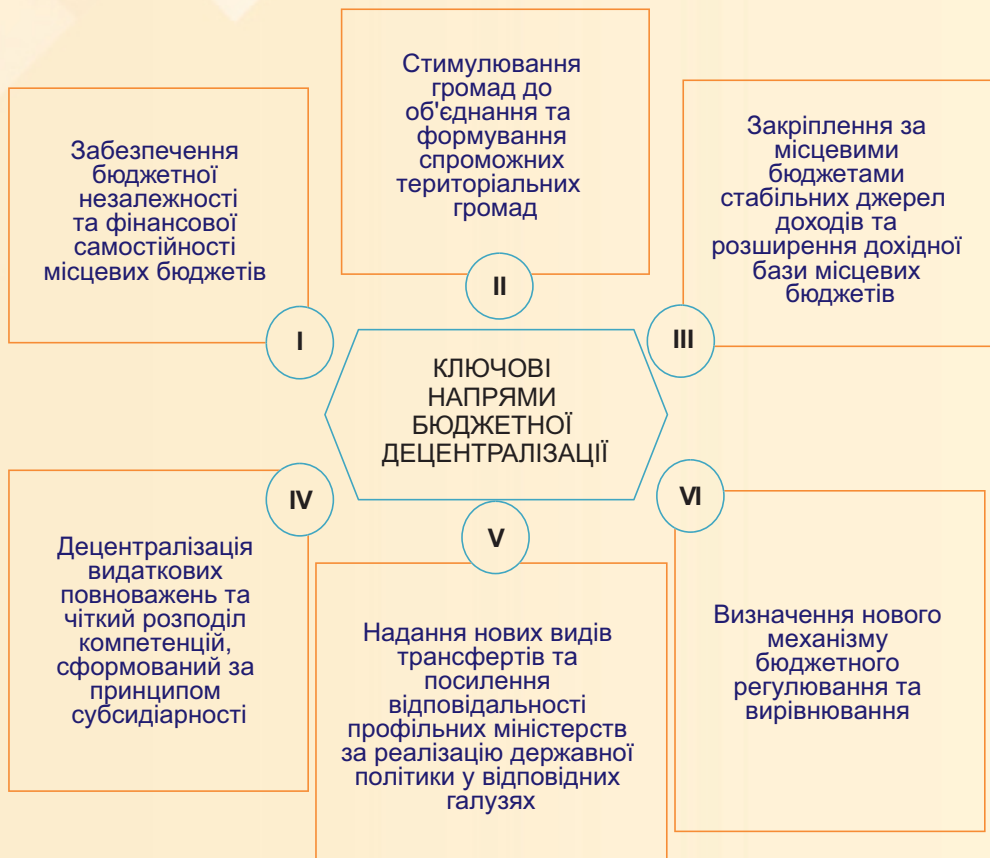 Забезпечення
бюджетної
незалежності
та фінансової
самостійності
місцевих бюджетів
I
Стимулювання
громад до
об'єднання та
формування
спроможних
територіальних
громад
II
Закріплення за
місцевими
бюджетами
стабільних джерел
доходів та
розширення дохідної
бази місцевих
бюджетів
III
КЛЮЧОВІ
НАПРЯМИ
БЮДЖЕТНОЇ
ДЕЦЕНТРАЛІЗАЦІЇ
IV
Децентралізація
видаткових
повноважень та
чіткий розподіл
компетенцій,
сформований за
принципом
субсидіарності
V
Надання нових видів
трансфертів та
посилення
відповідальності
профільних міністерств
за реалізацію державної
політики у відповідних
галузях
VI
Визначення нового
механізму
бюджетного
регулювання та
вирівнювання